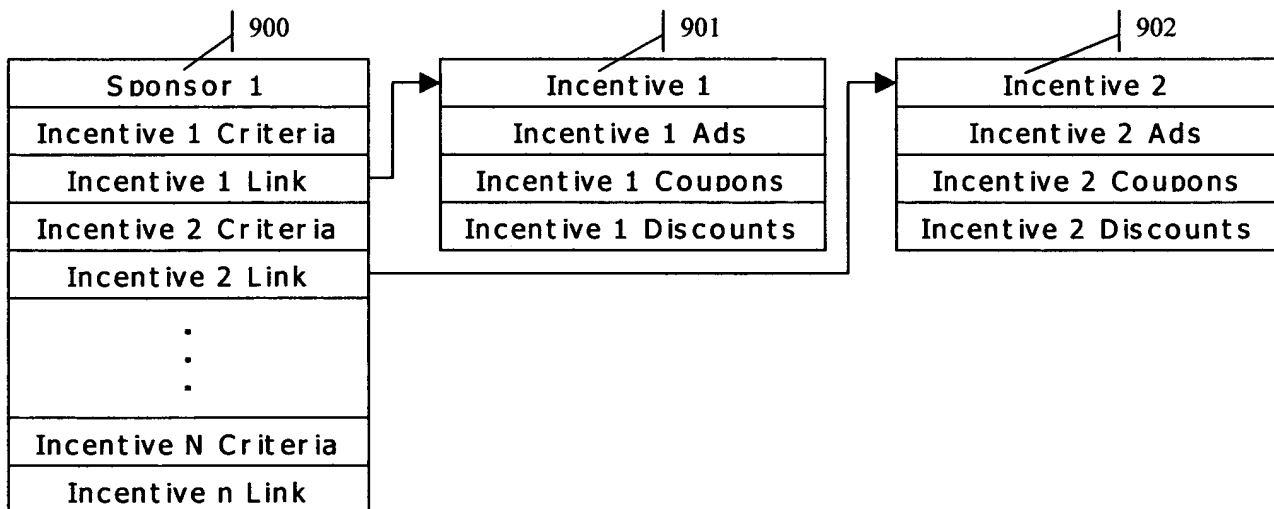 900
901
902
Sponsor 1
Incentive 1 Criteria
Incentive 1 Link
Incentive 2 Criteria
Incentive 2 Link
.
.
.
Incentive N Criteria
Incentive n Link
Incentive 1
Incentive 1 Ads
Incentive 1 Coupons
Incentive 1 Discounts
Incentive 2
Incentive 2 Ads
Incentive 2 Coupons
Incentive 2 Discounts